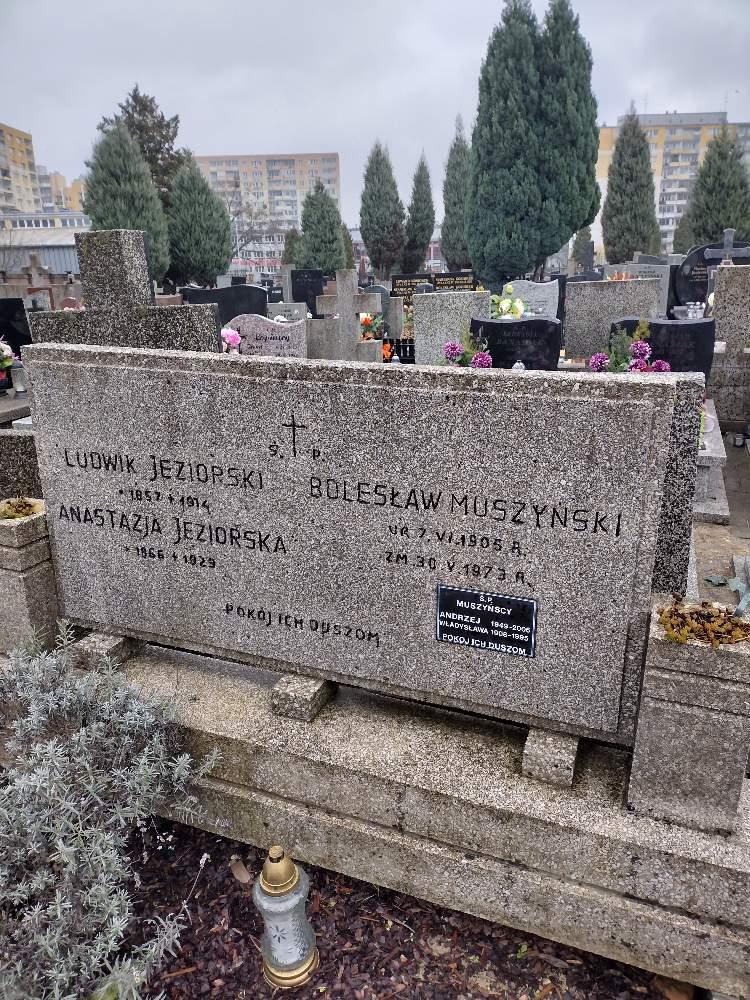 Ś. P.
LUDWIK JEZIORSKI
* 1857 + 1914
ANASTAZJA JEZIORSKA
* 1866 + 1929
BOLESŁAW MUSZYŃSKI
UR. 7.VI.1905 R.
ZM. 30.V.1973 R.
POKÓJ ICH DUSZOM
Ś.P.
MUSZYŃSCY
ANDRZEJ 1949-2006
WŁADYSŁAWA 1908-1995
POKÓJ ICH DUSZOM